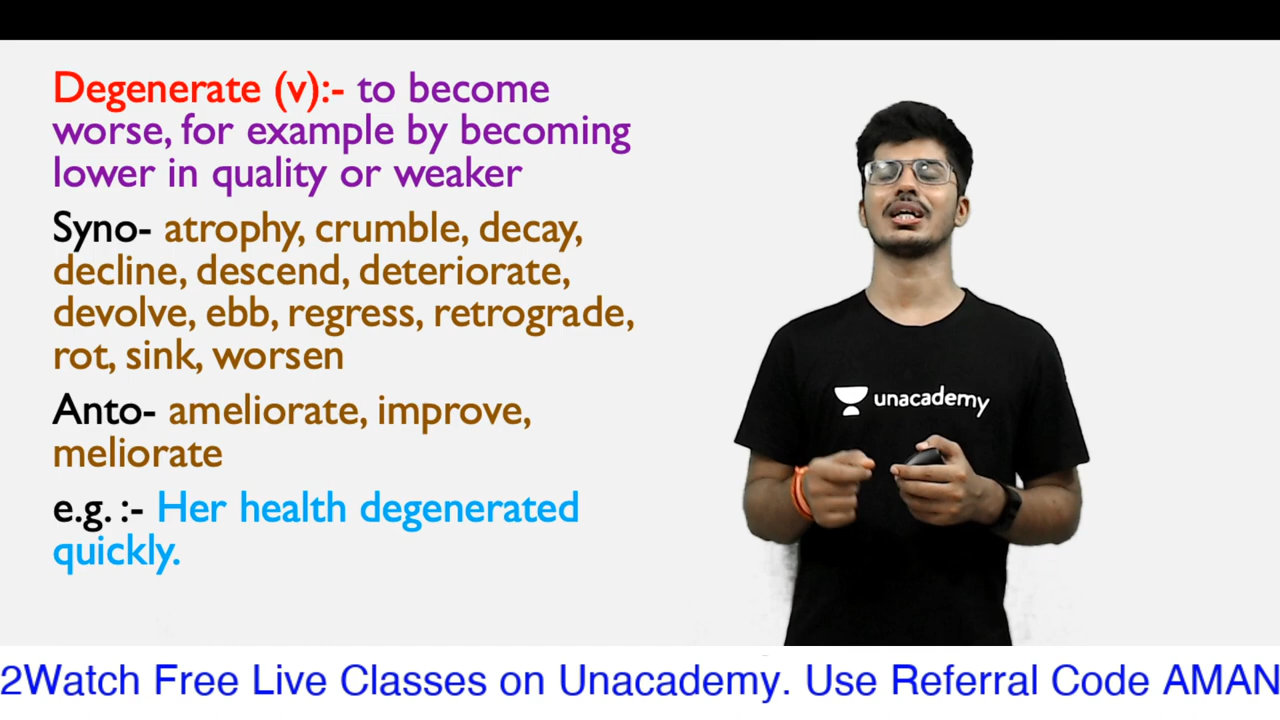 Degenerate (v):- to become
worse, for example by becoming
lower in quality or weaker
Syno- atrophy, crumble, decay,
decline, descend, deteriorate,
devolve, ebb, regress, retrograde,
rot, sink, worsen
Anto- ameliorate, improve,
meliorate
e.g. :- Her health degenerated
quickly.
unacademy
2Watch Free Live Classes on Unacademy. Use Referral Code AMAN